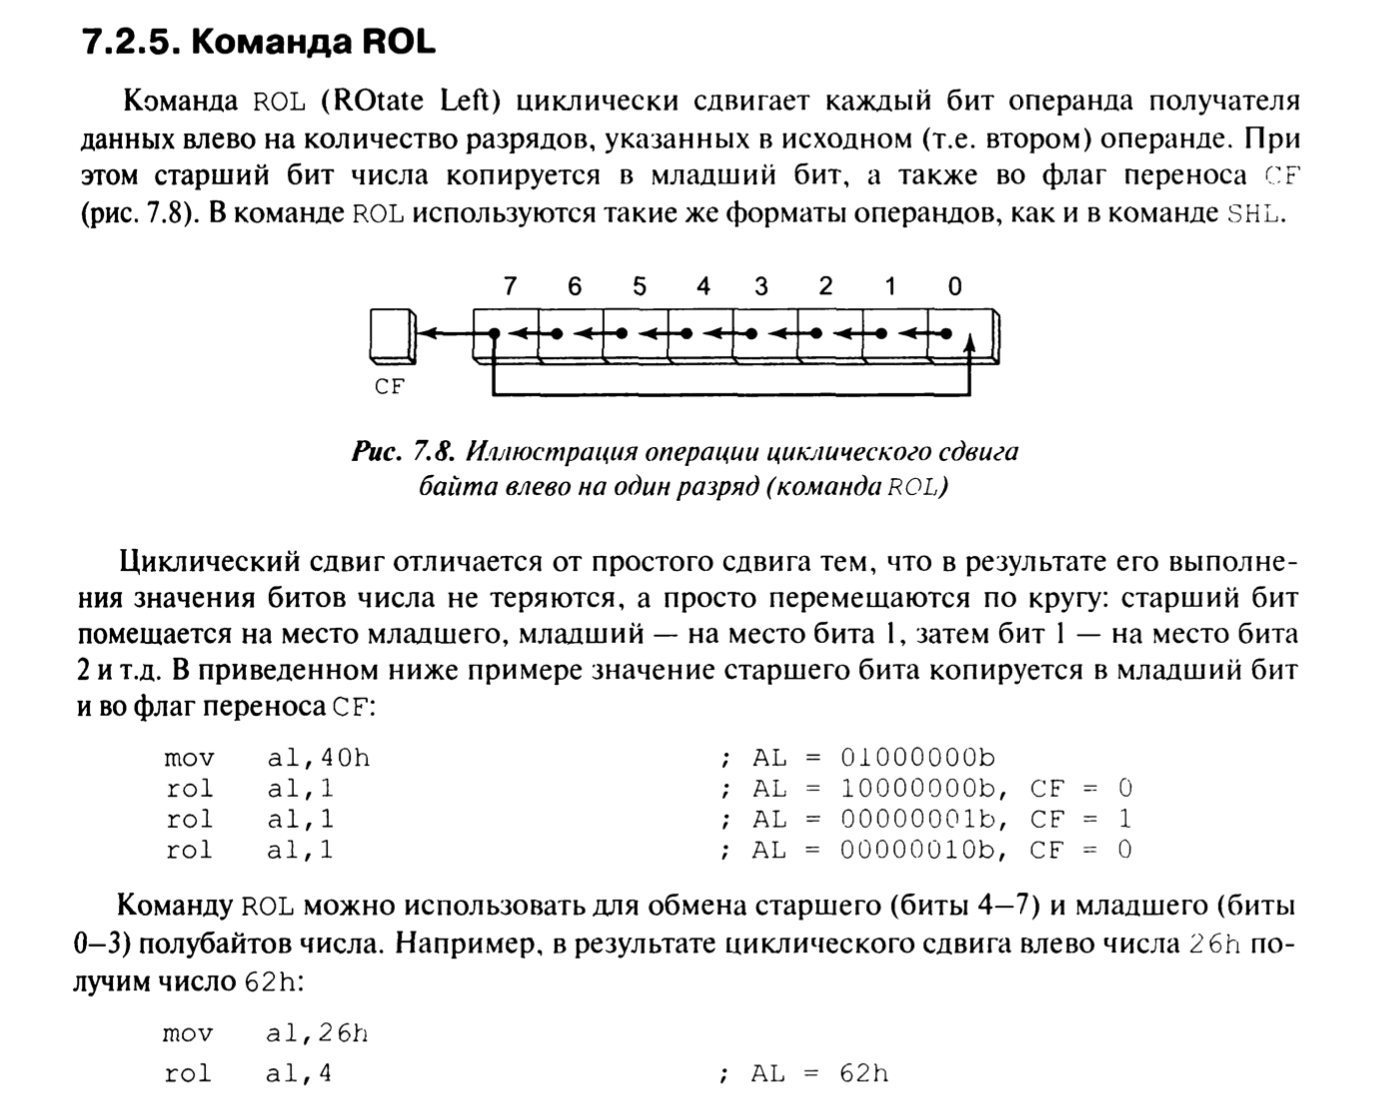 7.2.5. Команда ROL
Команда ROL (ROtate Left) циклически сдвигает каждый бит операнда получателя
данных влево на количество разрядов, указанных в исходном (т.е. втором) операнде. При
этом старший бит числа копируется в младший бит, а также во флаг переноса CF
(рис. 7.8). В команде ROL используются такие же форматы операндов, как и в команде SHL.
7 6 5 4 3 2 1 0
CF
Рис. 7.8. Иллюстрация операции циклического сдвига
байта влево на один разряд (команда ROL)
Циклический сдвиг отличается от простого сдвига тем, что в результате его выполне-
ния значения битов числа не теряются, а просто перемещаются по кругу: старший бит
помещается на место младшего, младший — на место бита 1, затем бит 1 — на место бита
2 и т.д. В приведенном ниже примере значение старшего бита копируется в младший бит
и во флаг переноса CF:
mov al,40h ; AL = 01000000b
rol al,1 ; AL = 10000000b, CF = 0
rol al,1 ; AL = 00000001b, CF = 1
rol al,1 ; AL = 00000010b, CF = 0
Команду ROL можно использовать для обмена старшего (биты 4–7) и младшего (биты
0–3) полубайтов числа. Например, в результате циклического сдвига влево числа 26h по-
лучим число 62h:
mov al,26h
rol al,4 ; AL = 62h